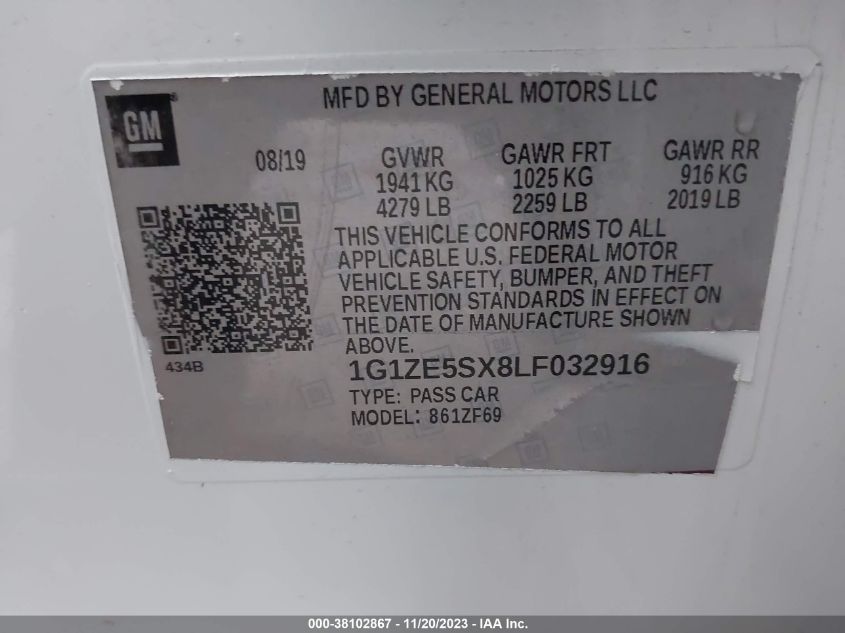 MFD BY GENERAL MOTORS LLC
GM
08/19
GVWR GAWR FRT GAWR RR
1941 KG 1025 KG 916 KG
4279 LB 2259 LB 2019 LB
THIS VEHICLE CONFORMS TO ALL
APPLICABLE U.S. FEDERAL MOTOR
VEHICLE SAFETY, BUMPER, AND THEFT
PREVENTION STANDARDS IN EFFECT ON
THE DATE OF MANUFACTURE SHOWN
ABOVE.
434B
1G1ZE5SX8LF032916
TYPE: PASS CAR
MODEL: 861ZF69
000-38102867 - 11/20/2023 - IAA Inc.